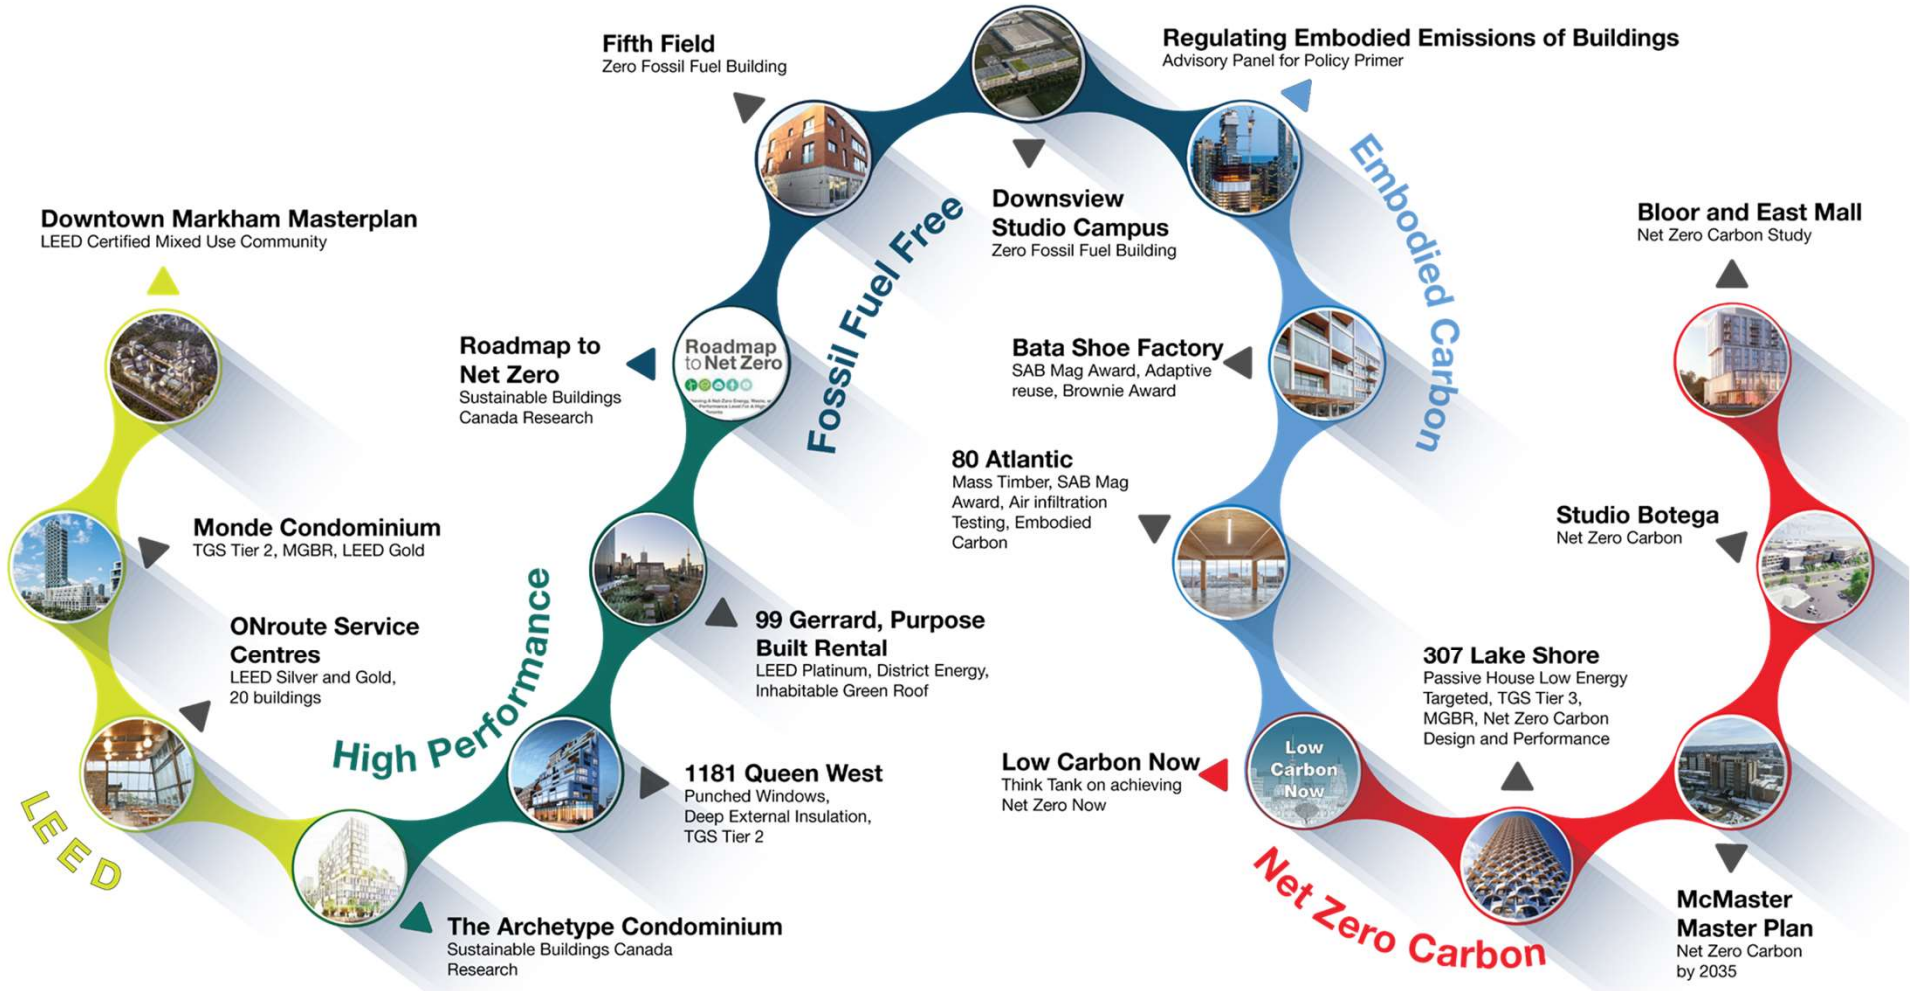 Downtown Markham Masterplan
LEED Certified Mixed Use Community
Monde Condominium
TGS Tier 2, MGBR, LEED Gold
ONroute Service
Centres
LEED Silver and Gold,
20 buildings
LEED
The Archetype Condominium
Sustainable Buildings Canada
Research
High Performance
1181 Queen West
Punched Windows,
Deep External Insulation,
TGS Tier 2
99 Gerrard, Purpose
Built Rental
LEED Platinum, District Energy,
Inhabitable Green Roof
Roadmap to
Net Zero
Sustainable Buildings
Canada Research
Roadmap
to Net Zero
Fossil Fuel Free
Fifth Field
Zero Fossil Fuel Building
Downsview
Studio Campus
Zero Fossil Fuel Building
Regulating Embodied Emissions of Buildings
Advisory Panel for Policy Primer
Embodied Carbon
Bata Shoe Factory
SAB Mag Award, Adaptive
reuse, Brownie Award
80 Atlantic
Mass Timber, SAB Mag
Award, Air infiltration
Testing, Embodied
Carbon
Low Carbon Now
Think Tank on achieving
Net Zero Now
Low
Carbon
Now
Net Zero Carbon
307 Lake Shore
Passive House Low Energy
Targeted, TGS Tier 3,
MGBR, Net Zero Carbon
Design and Performance
McMaster
Master Plan
Net Zero Carbon
by 2035
Studio Botega
Net Zero Carbon
Bloor and East Mall
Net Zero Carbon Study